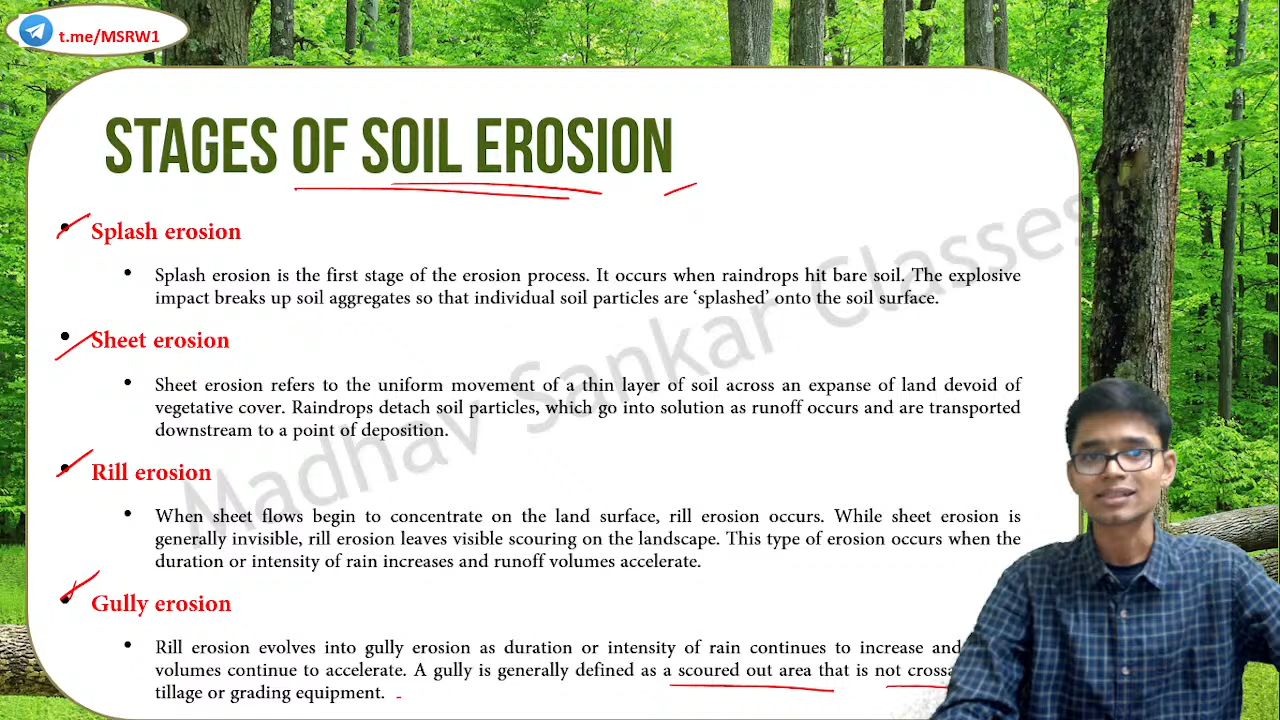 t.me/MSRW1
STAGES OF SOIL EROSION
• Splash erosion
• Splash erosion is the first stage of the erosion process. It occurs when raindrops hit bare soil. The explosive
impact breaks up soil aggregates so that individual soil particles are ‘splashed’ onto the soil surface.
• Sheet erosion
• Sheet erosion refers to the uniform movement of a thin layer of soil across an expanse of land devoid of
vegetative cover. Raindrops detach soil particles, which go into solution as runoff occurs and are transported
downstream to a point of deposition.
• Rill erosion
• When sheet flows begin to concentrate on the land surface, rill erosion occurs. While sheet erosion is
generally invisible, rill erosion leaves visible scouring on the landscape. This type of erosion occurs when the
duration or intensity of rain increases and runoff volumes accelerate.
• Gully erosion
• Rill erosion evolves into gully erosion as duration or intensity of rain continues to increase and
volumes continue to accelerate. A gully is generally defined as a scoured out area that is not
tillage or grading equipment.
Madhav Sankar Classes